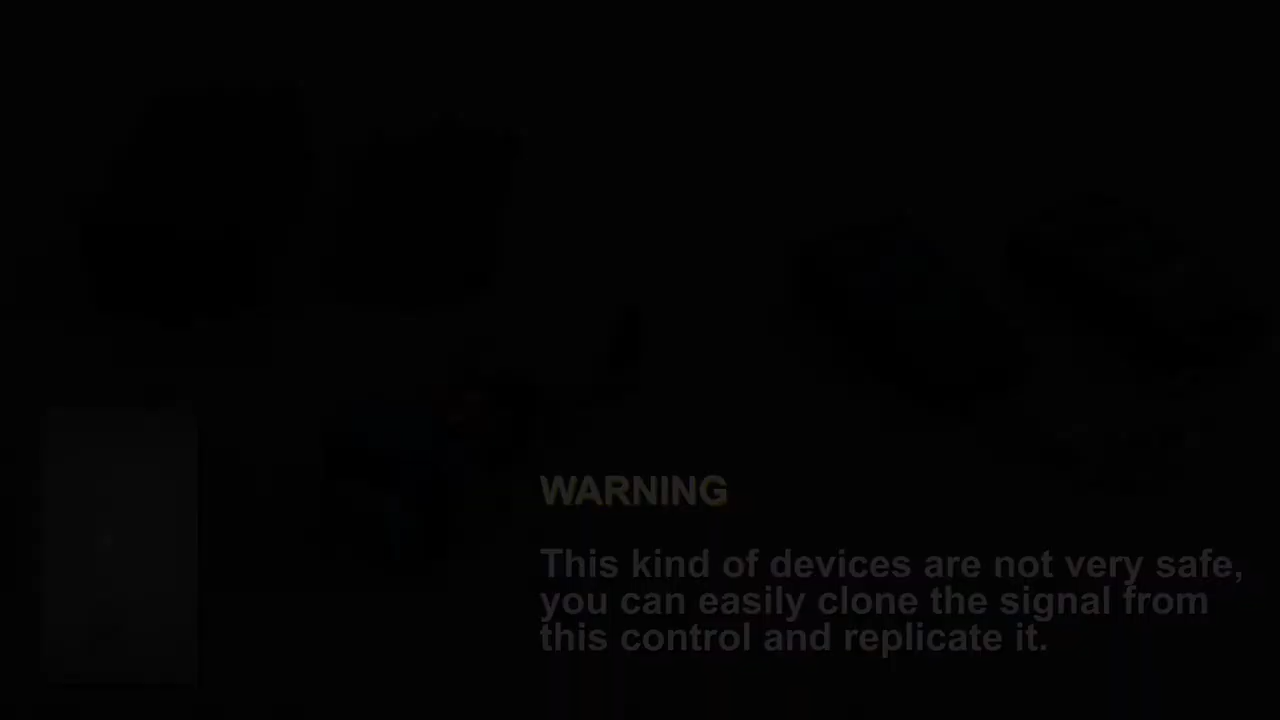 WARNING
This kind of devices are not very safe,
you can easily clone the signal from
this control and replicate it.